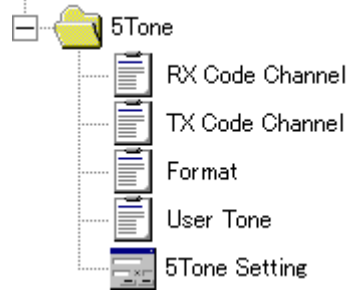 5Tone
RX Code Channel
TX Code Channel
Format
User Tone
5Tone Setting